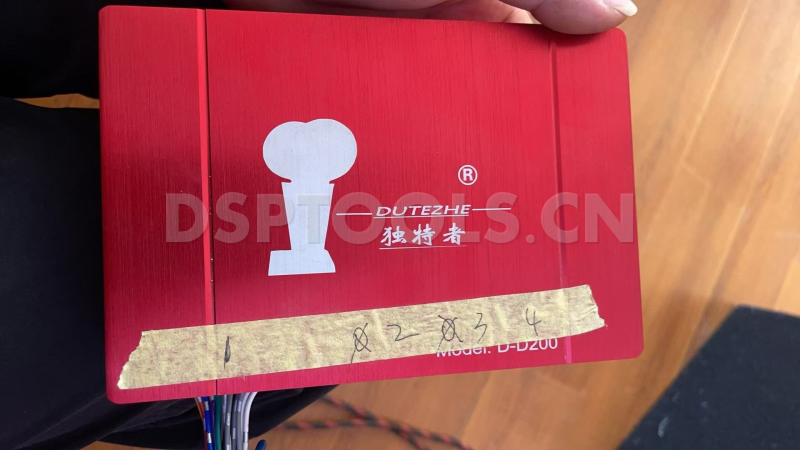 ®
DUTEZHE
独特者
DSPTOOLS.CN
1 2 3 4
Model: D-D200